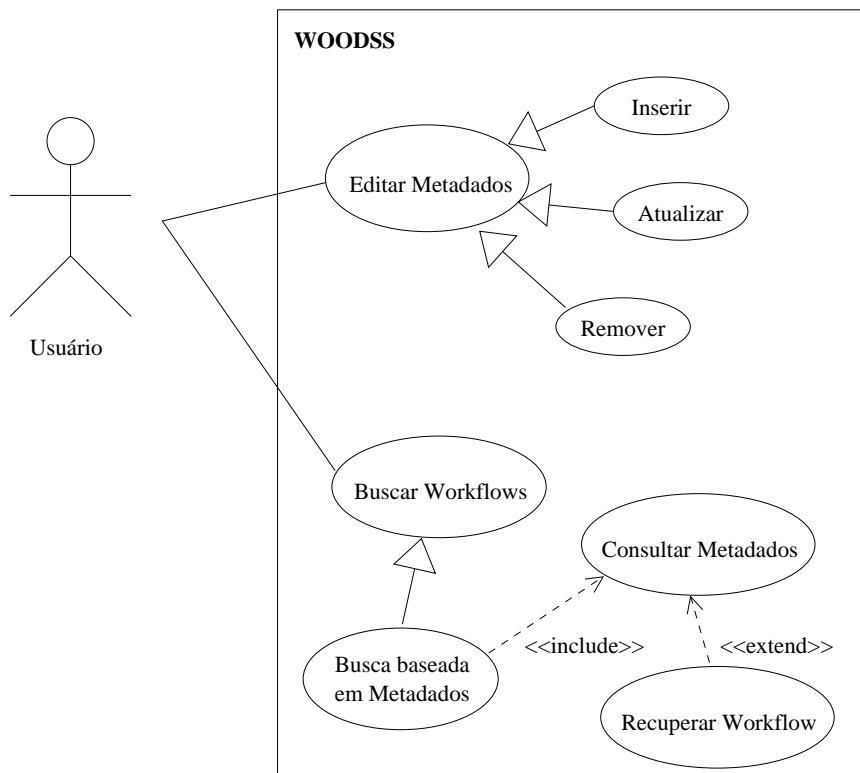 WOODSS
Inserir
Editar Metadados
Atualizar
Remover
Usuário
Buscar Workflows
Consultar Metadados
<<include>>
<<extend>>
Busca baseada
em Metadados
Recuperar Workflow